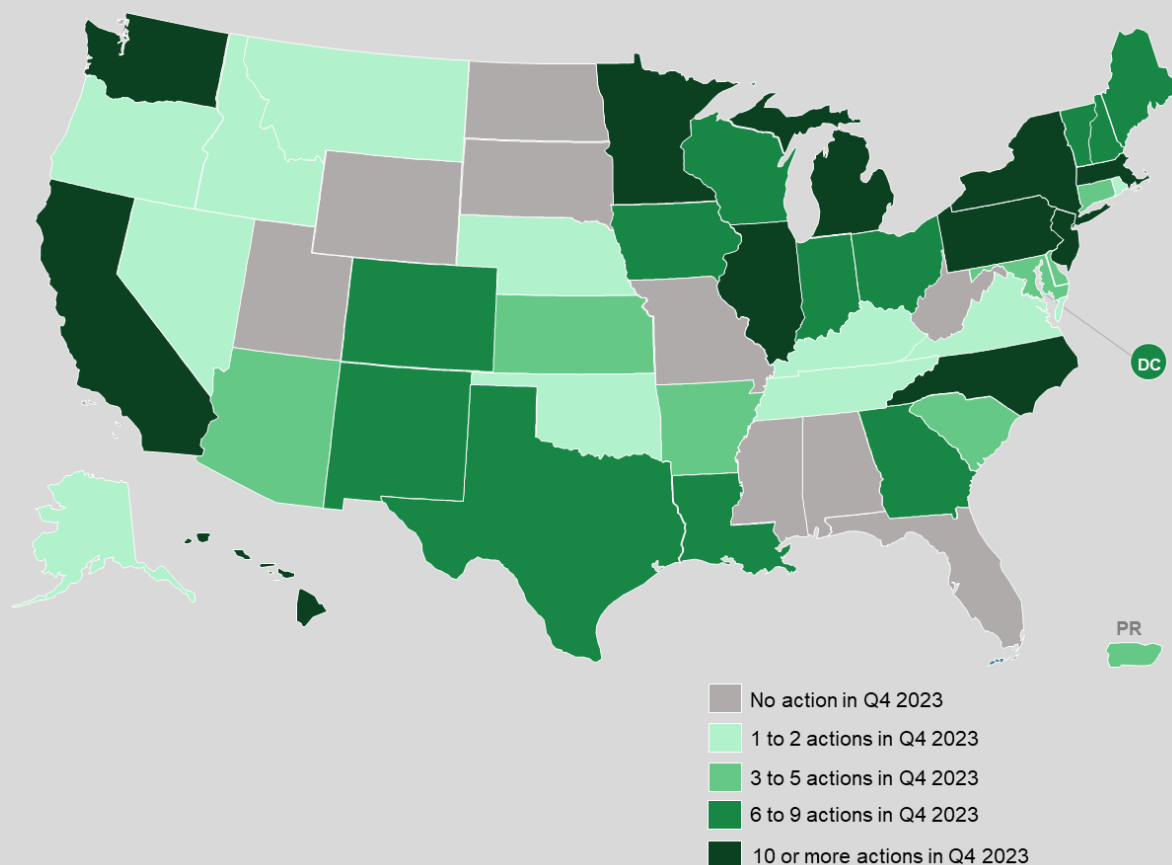 DC
PR
No action in Q4 2023
1 to 2 actions in Q4 2023
3 to 5 actions in Q4 2023
6 to 9 actions in Q4 2023
10 or more actions in Q4 2023